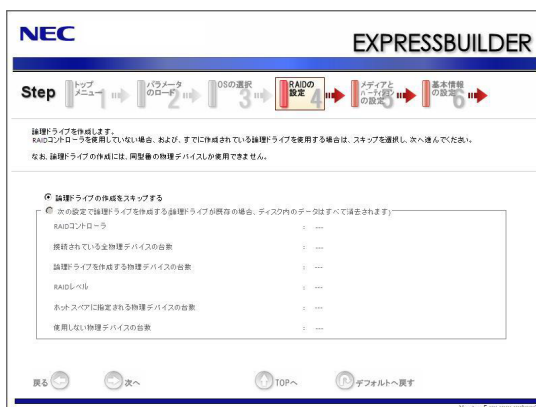 NEC
EXPRESSBUILDER
Step
トップ
メニュー 1
パラメータ
のロード 2
OSの選択
3
RAIDの
設定 4
メディアと
パーティション
の設定 5
基本情報
の設定 6
論理ドライブを作成します。
RAIDコントローラを使用していない場合、および、すでに作成されている論理ドライブを使用する場合は、スキップを選択し、次へ進んでください。
なお、論理ドライブの作成には、同型番の物理デバイスしか使用できません。
論理ドライブの作成をスキップする
次の設定で論理ドライブを作成する(論理ドライブが既存の場合、ディスク内のデータはすべて消去されます)
RAIDコントローラ : ---
接続されている全物理デバイスの台数 : ---
論理ドライブを作成する物理デバイスの台数 : ---
RAIDレベル : ---
ホットスペアに指定される物理デバイスの台数 : ---
使用しない物理デバイスの台数 : ---
戻る 次へ TOPへ デフォルトへ戻す